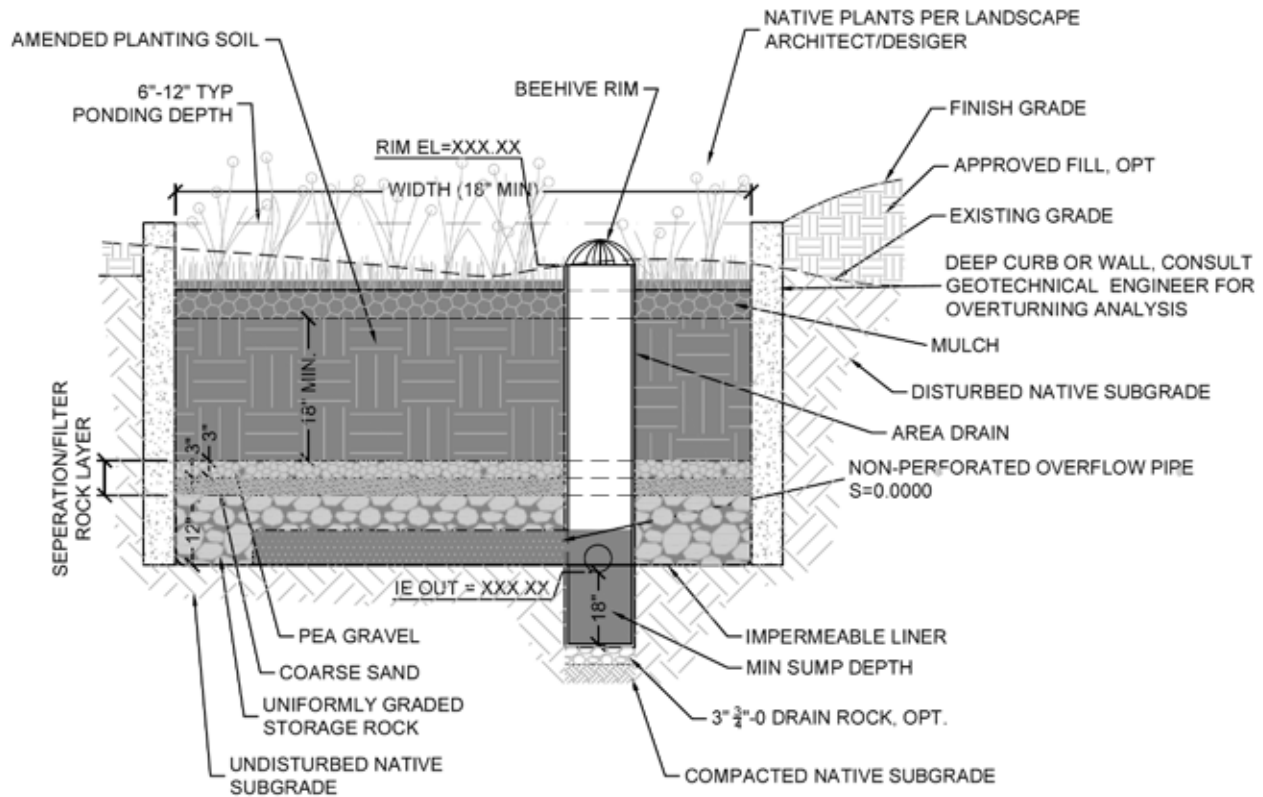 AMENDED PLANTING SOIL
6"-12" TYP
PONDING DEPTH
NATIVE PLANTS PER LANDSCAPE
ARCHITECT/DESIGER
BEEHIVE RIM
RIM EL=XXX.XX
WIDTH (18" MIN)
FINISH GRADE
APPROVED FILL, OPT
EXISTING GRADE
DEEP CURB OR WALL, CONSULT
GEOTECHNICAL ENGINEER FOR
OVERTURNING ANALYSIS
MULCH
DISTURBED NATIVE SUBGRADE
AREA DRAIN
NON-PERFORATED OVERFLOW PIPE
S=0.0000
18" MIN.
3"
3"
12"
SEPERATION/FILTER
ROCK LAYER
IE OUT = XXX.XX
18"
PEA GRAVEL
COARSE SAND
UNIFORMLY GRADED
STORAGE ROCK
UNDISTURBED NATIVE
SUBGRADE
IMPERMEABLE LINER
MIN SUMP DEPTH
3" ¾"-0 DRAIN ROCK, OPT.
COMPACTED NATIVE SUBGRADE